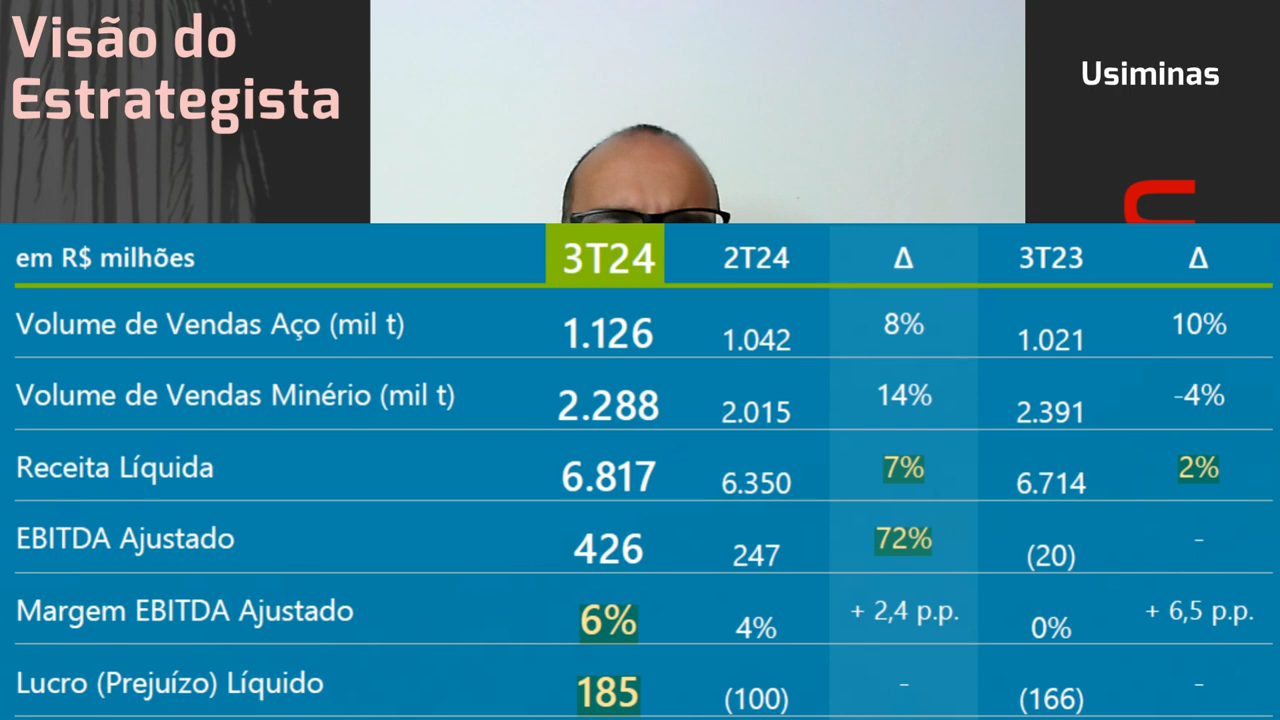 Visão do
Estrategista
Usiminas
em R$ milhões 3T24 2T24 Δ 3T23 Δ
Volume de Vendas Aço (mil t) 1.126 1.042 8% 1.021 10%
Volume de Vendas Minério (mil t) 2.288 2.015 14% 2.391 -4%
Receita Líquida 6.817 6.350 7% 6.714 2%
EBITDA Ajustado 426 247 72% (20) -
Margem EBITDA Ajustado 6% 4% + 2,4 p.p. 0% + 6,5 p.p.
Lucro (Prejuízo) Líquido 185 (100) - (166) -